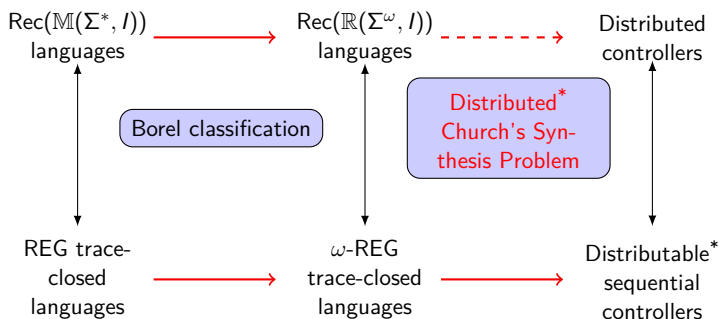 Rec(𝕄(Σ*, I))
languages
Rec(ℝ(Σ^ω, I))
languages
Distributed
controllers
Borel classification
Distributed*
Church's Syn-
thesis Problem
REG trace-
closed
languages
ω-REG
trace-closed
languages
Distributable*
sequential
controllers